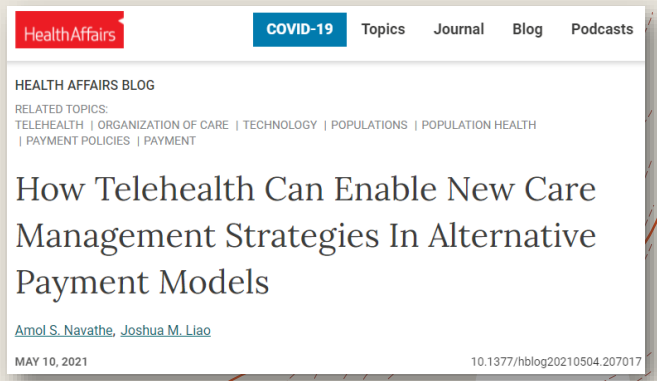 HealthAffairs
COVID-19 Topics Journal Blog Podcasts
HEALTH AFFAIRS BLOG
RELATED TOPICS:
TELEHEALTH | ORGANIZATION OF CARE | TECHNOLOGY | POPULATIONS | POPULATION HEALTH
| PAYMENT POLICIES | PAYMENT
How Telehealth Can Enable New Care
Management Strategies In Alternative
Payment Models
Amol S. Navathe, Joshua M. Liao
MAY 10, 2021 10.1377/hblog20210504.207017